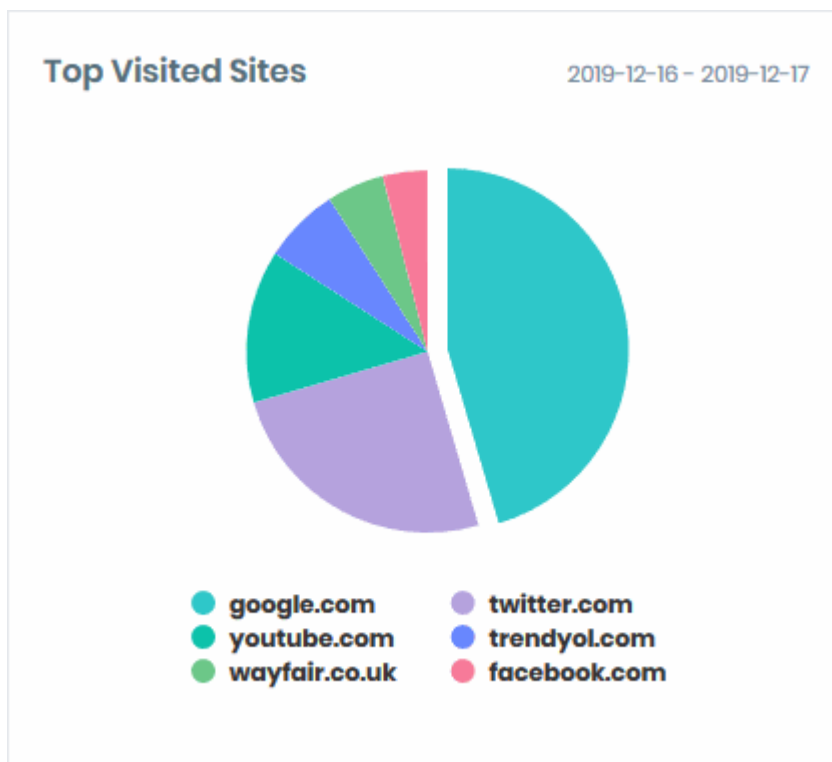 Top Visited Sites 2019-12-16 - 2019-12-17
google.com twitter.com
youtube.com trendyol.com
wayfair.co.uk facebook.com